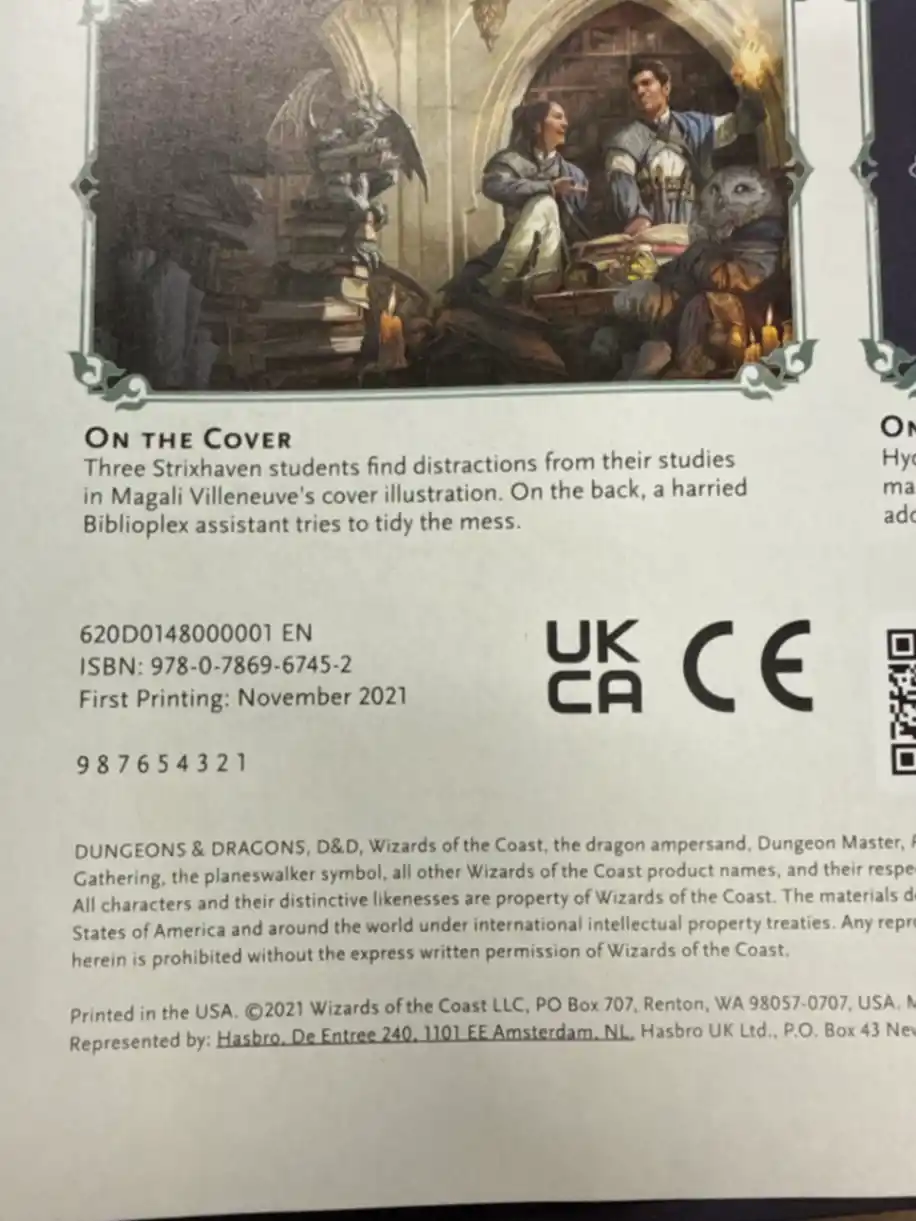 ON THE COVER
Three Strixhaven students find distractions from their studies
in Magali Villeneuve's cover illustration. On the back, a harried
Biblioplex assistant tries to tidy the mess.
620D0148000001 EN
ISBN: 978-0-7869-6745-2
First Printing: November 2021
9 8 7 6 5 4 3 2 1
UK
CA
CE
DUNGEONS & DRAGONS, D&D, Wizards of the Coast, the dragon ampersand, Dungeon Master,
Gathering, the planeswalker symbol, all other Wizards of the Coast product names, and their
All characters and their distinctive likenesses are property of Wizards of the Coast. The materials
States of America and around the world under international intellectual property treaties. Any
herein is prohibited without the express written permission of Wizards of the Coast.
Printed in the USA. ©2021 Wizards of the Coast LLC, PO Box 707, Renton, WA 98057-0707, USA.
Represented by: Hasbro, De Entree 240, 1101 EE Amsterdam, NL. Hasbro UK Ltd., P.O. Box 43